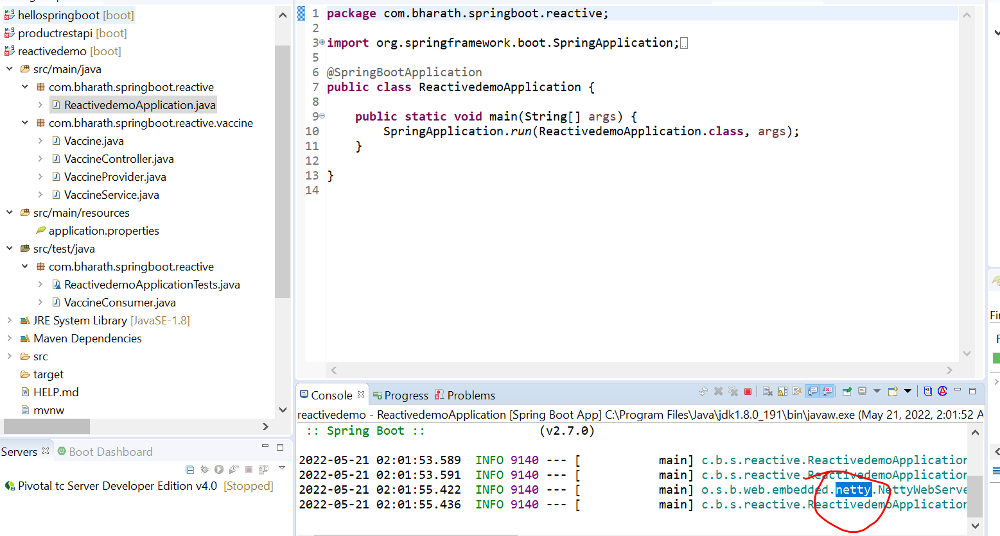 hellospringboot [boot]
productrestapi [boot]
reactivedemo [boot]
src/main/java
com.bharath.springboot.reactive
ReactivedemoApplication.java
com.bharath.springboot.reactive.vaccine
Vaccine.java
VaccineController.java
VaccineProvider.java
VaccineService.java
src/main/resources
application.properties
src/test/java
com.bharath.springboot.reactive
ReactivedemoApplicationTests.java
VaccineConsumer.java
JRE System Library [JavaSE-1.8]
Maven Dependencies
src
target
HELP.md
mvnw
Servers
Boot Dashboard
Pivotal tc Server Developer Edition v4.0 [Stopped]
1 package com.bharath.springboot.reactive;
2
3 import org.springframework.boot.SpringApplication;
5
6 @SpringBootApplication
7 public class ReactivedemoApplication {
8
9 public static void main(String[] args) {
10 SpringApplication.run(ReactivedemoApplication.class, args);
11 }
12
13 }
14
Console
Progress
Problems
reactivedemo - ReactivedemoApplication [Spring Boot App] C:\Program Files\Java\jdk1.8.0_191\bin\javaw.exe (May 21, 2022, 2:01:52 A
:: Spring Boot :: (v2.7.0)
2022-05-21 02:01:53.589 INFO 9140 --- [ main] c.b.s.reactive.ReactivedemoApplication
2022-05-21 02:01:53.591 INFO 9140 --- [ main] c.b.s.reactive.ReactivedemoApplication
2022-05-21 02:01:55.422 INFO 9140 --- [ main] o.s.b.web.embedded.netty.NettyWebServe
2022-05-21 02:01:55.436 INFO 9140 --- [ main] c.b.s.reactive.ReactivedemoApplication